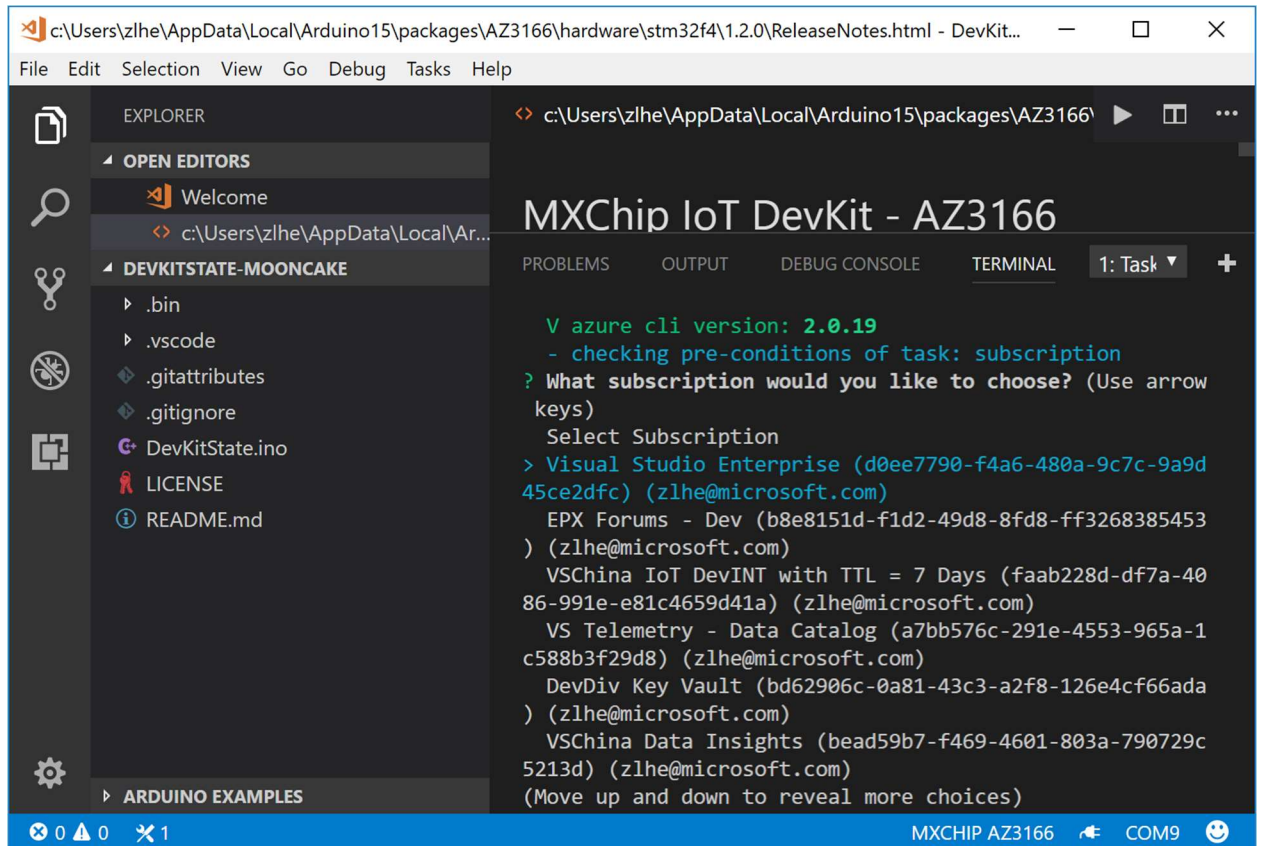 c:\Users\zlhe\AppData\Local\Arduino15\packages\AZ3166\hardware\stm32f4\1.2.0\ReleaseNotes.html - DevKit...
File Edit Selection View Go Debug Tasks Help
EXPLORER
OPEN EDITORS
Welcome
c:\Users\zlhe\AppData\Local\Ar...
DEVKITSTATE-MOONCAKE
.bin
.vscode
.gitattributes
.gitignore
DevKitState.ino
LICENSE
README.md
ARDUINO EXAMPLES
c:\Users\zlhe\AppData\Local\Arduino15\packages\AZ3166\
MXChip IoT DevKit - AZ3166
PROBLEMS OUTPUT DEBUG CONSOLE TERMINAL 1: Task
V azure cli version: 2.0.19
- checking pre-conditions of task: subscription
? What subscription would you like to choose? (Use arrow
keys)
Select Subscription
> Visual Studio Enterprise (d0ee7790-f4a6-480a-9c7c-9a9d
45ce2dfc) (zlhe@microsoft.com)
EPX Forums - Dev (b8e8151d-f1d2-49d8-8fd8-ff3268385453
) (zlhe@microsoft.com)
VSChina IoT DevINT with TTL = 7 Days (faab228d-df7a-40
86-991e-e81c4659d41a) (zlhe@microsoft.com)
VS Telemetry - Data Catalog (a7bb576c-291e-4553-965a-1
c588b3f29d8) (zlhe@microsoft.com)
DevDiv Key Vault (bd62906c-0a81-43c3-a2f8-126e4cf66ada
) (zlhe@microsoft.com)
VSChina Data Insights (bead59b7-f469-4601-803a-790729c
5213d) (zlhe@microsoft.com)
(Move up and down to reveal more choices)
0 0 1 MXCHIP AZ3166 COM9